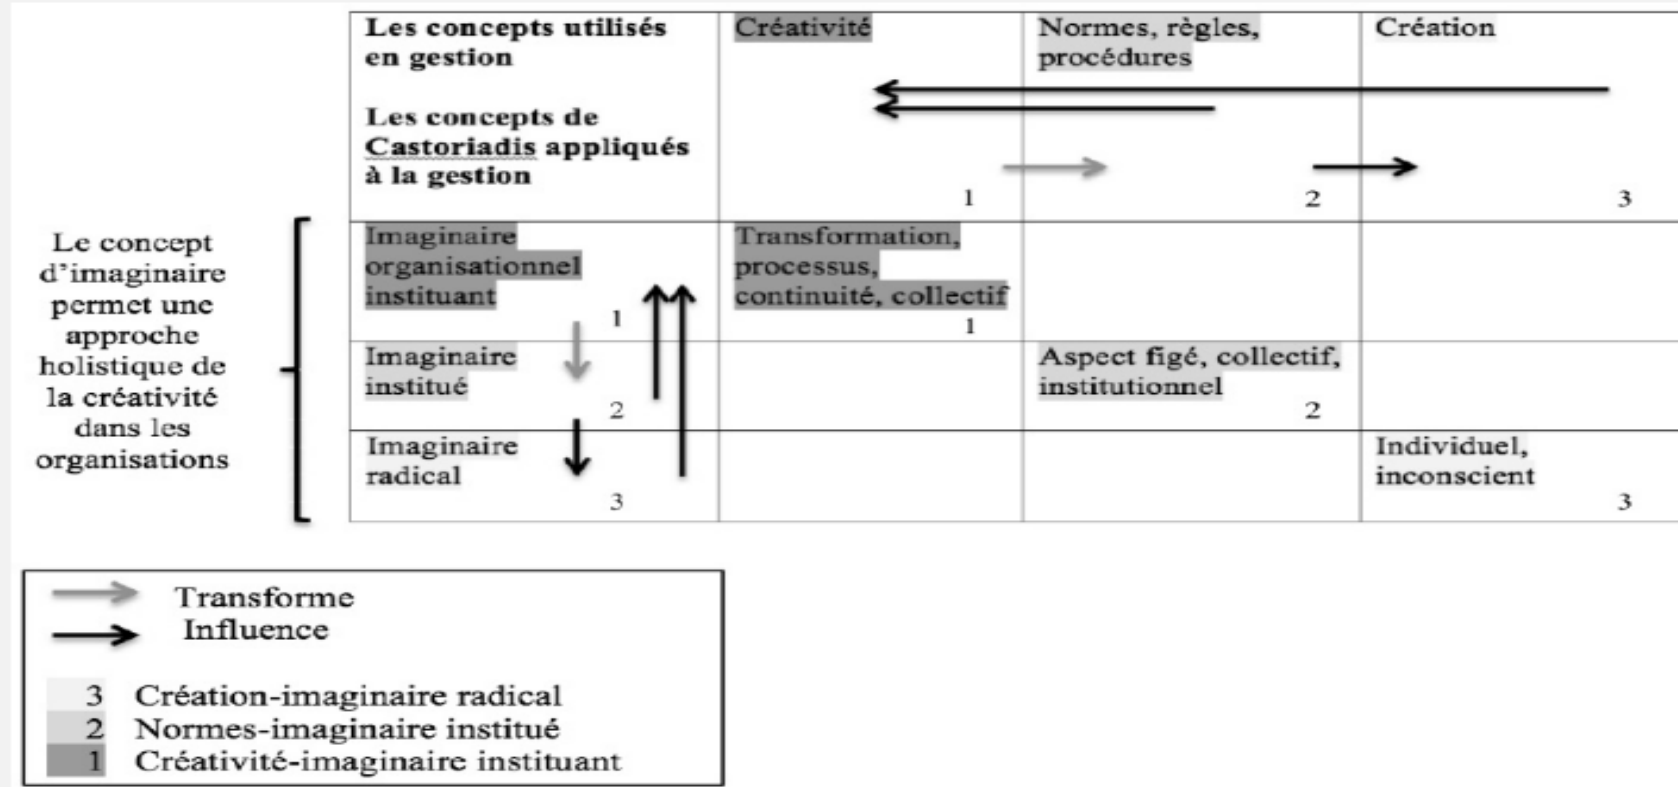 Les concepts utilisés
en gestion
Les concepts de
Castoriadis appliqués
à la gestion
Créativité
1
Normes, règles,
procédures
2
Création
3
Le concept
d'imaginaire
permet une
approche
holistique de
la créativité
dans les
organisations
Imaginaire
organisationnel
instituant
1
Transformation,
processus,
continuité, collectif
1
Imaginaire
institué
2
Aspect figé, collectif,
institutionnel
2
Imaginaire
radical
3
Individuel,
inconscient
3
Transforme
Influence
3 Création-imaginaire radical
2 Normes-imaginaire institué
1 Créativité-imaginaire instituant